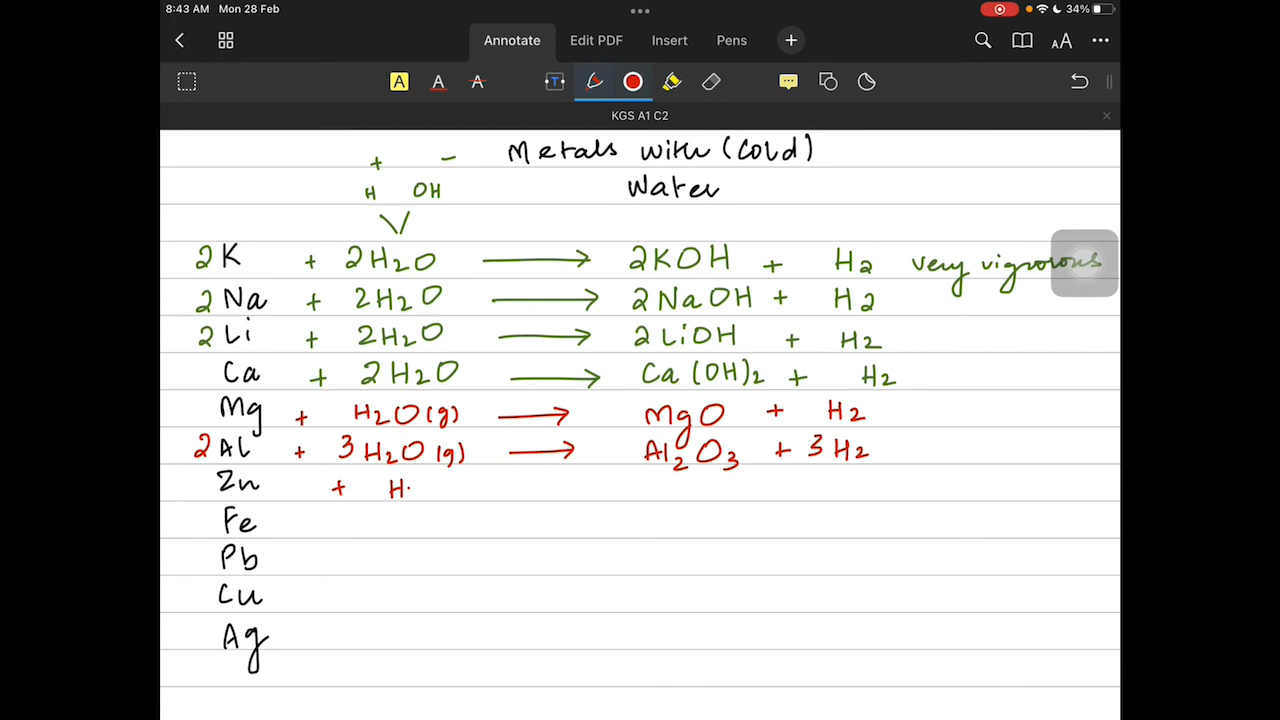 8:43 AM Mon 28 Feb
34%
Annotate Edit PDF Insert Pens
KGS A1 C2
Metals with (Cold)
Water
+ −
H OH
2K + 2H2O → 2KOH + H2 very vigrorous
2Na + 2H2O → 2NaOH + H2
2Li + 2H2O → 2LiOH + H2
Ca + 2H2O → Ca(OH)2 + H2
Mg + H2O(g) → MgO + H2
2Al + 3H2O(g) → Al2O3 + 3H2
Zn + H
Fe
Pb
Cu
Ag